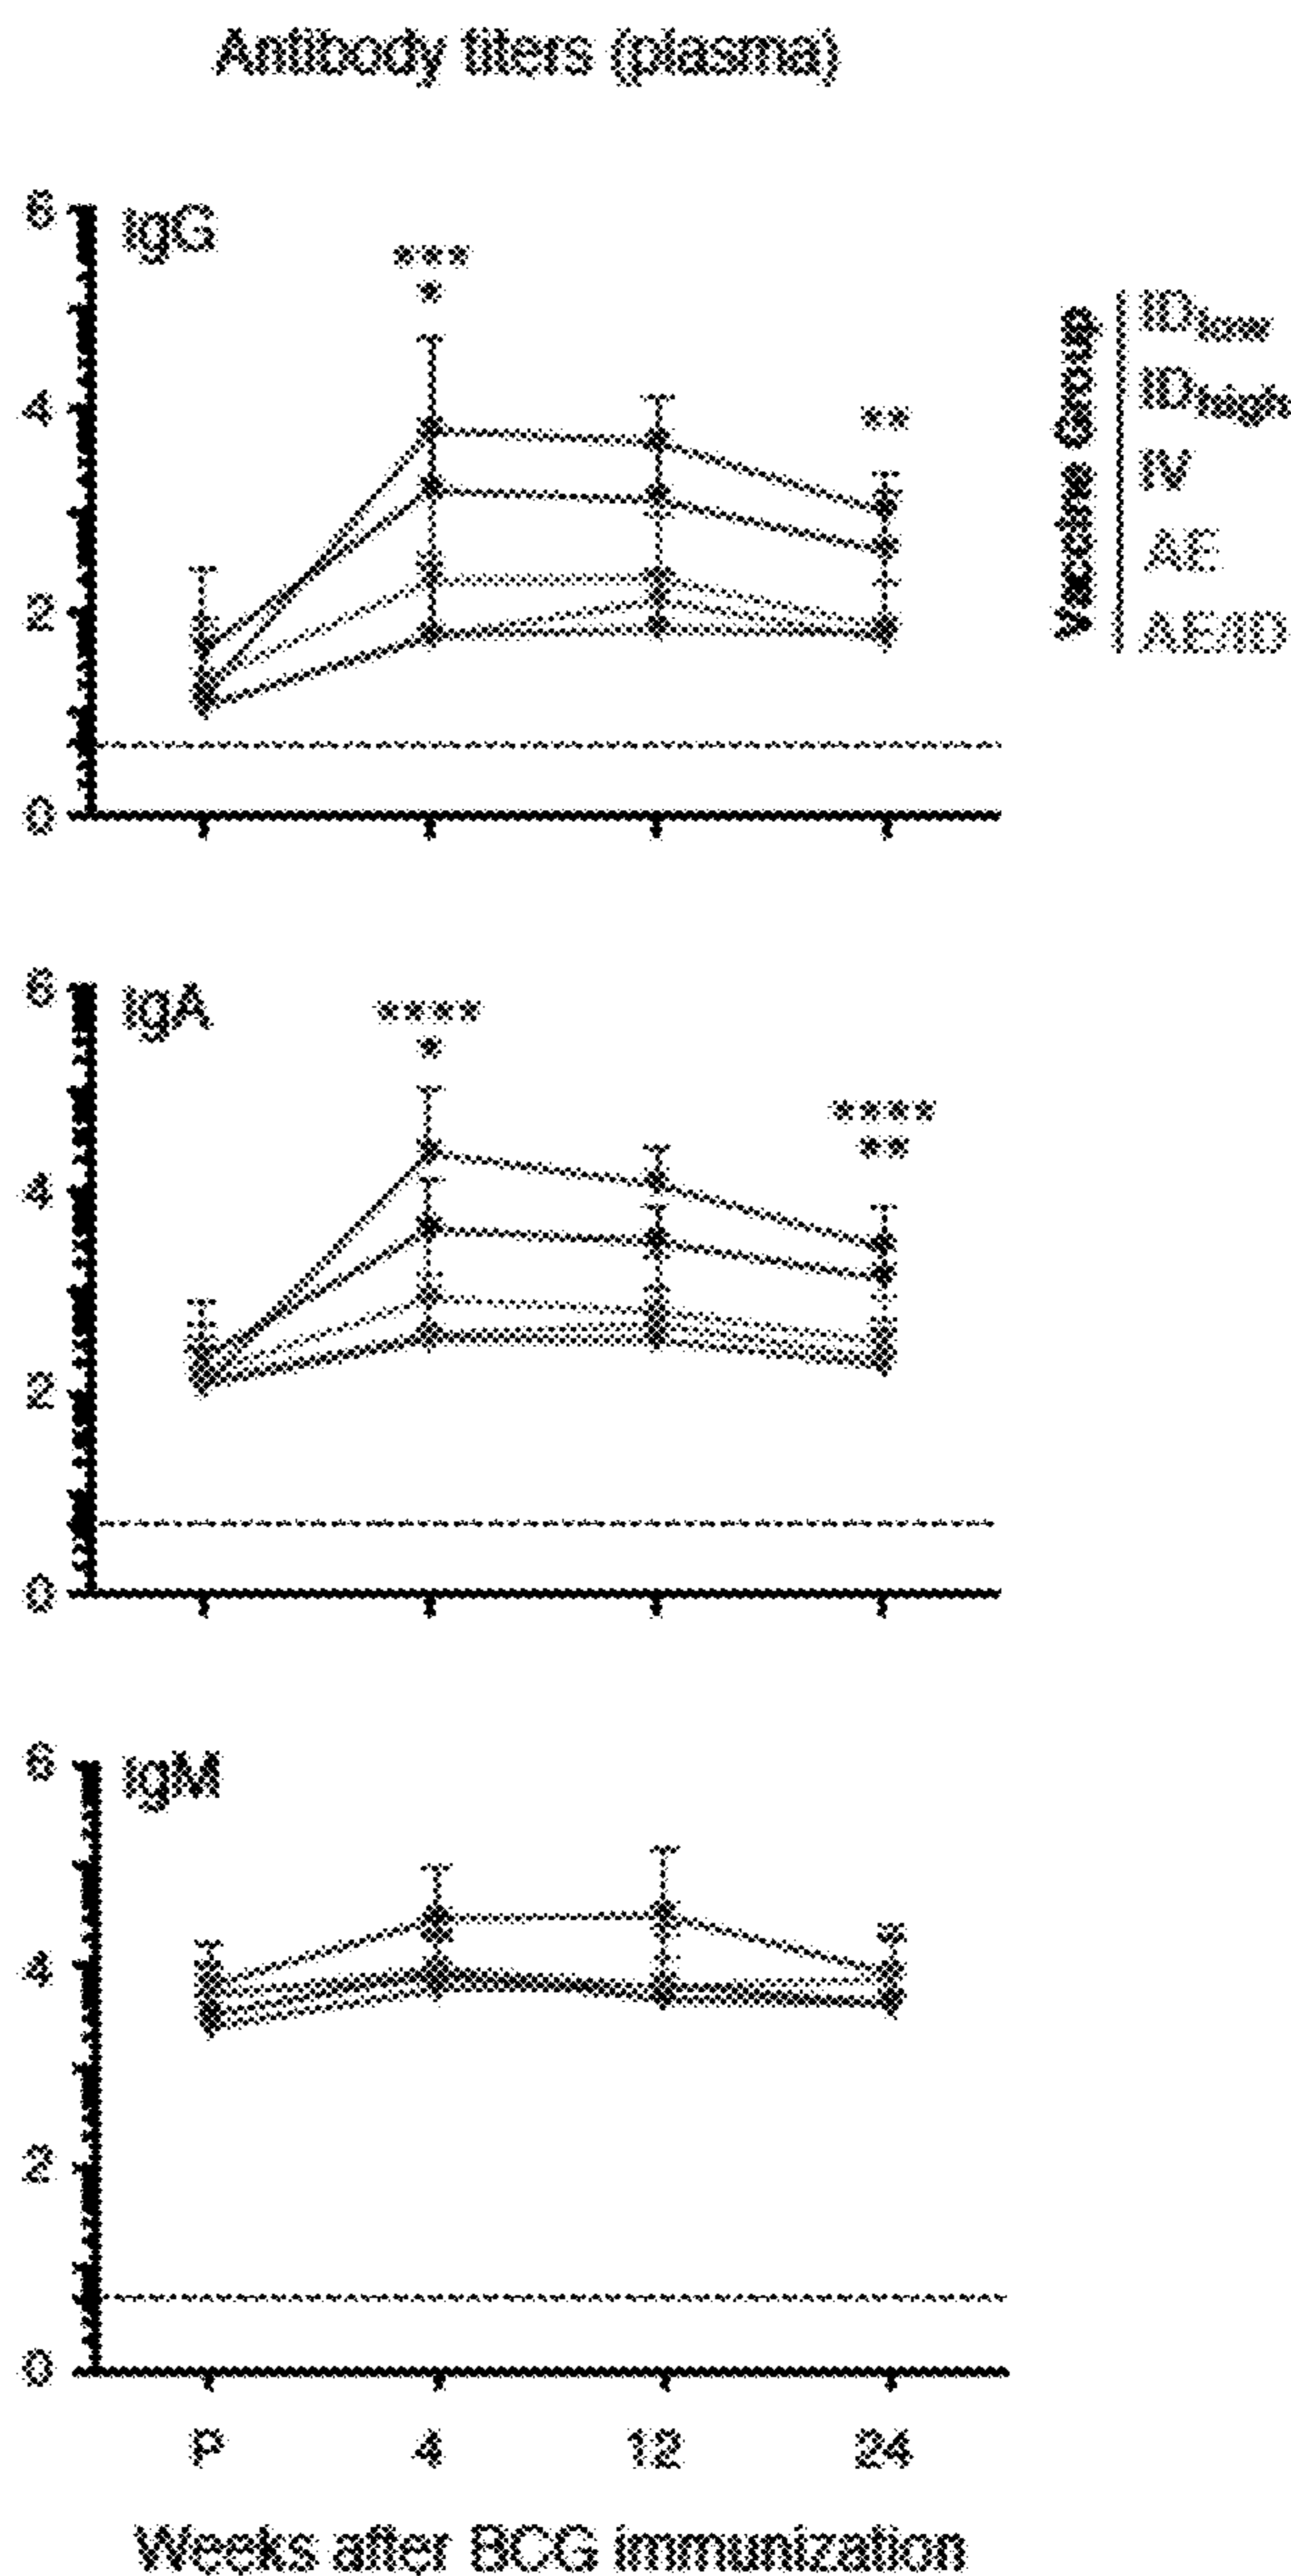 Antibody titers (plasma)
6
IgG
***
*
4
**
2
0
Vaccine Group
IDlow
IDhigh
IV
AE
AE/ID
6
IgA
****
*
****
**
4
2
0
6
IgM
4
2
0
P 4 12 24
Weeks after BCG immunization